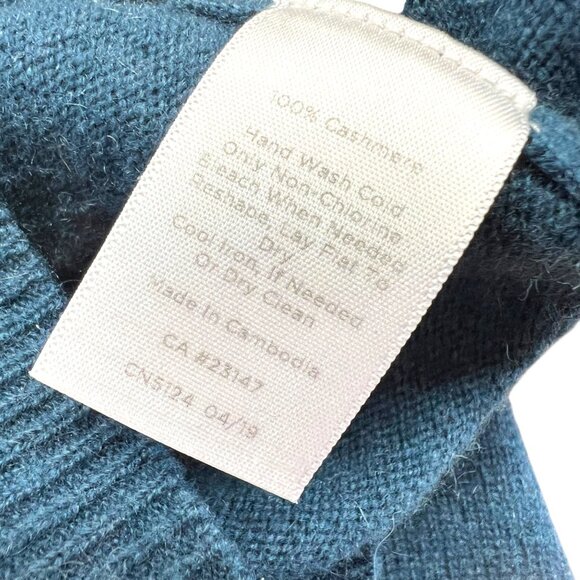 100% Cashmere
Hand Wash Cold
Only Non-Chlorine
Bleach When Needed
Reshape, Lay Flat To
Dry
Cool Iron, If Needed
Or Dry Clean
Made In Cambodia
CA #23147
CN5124 04/19